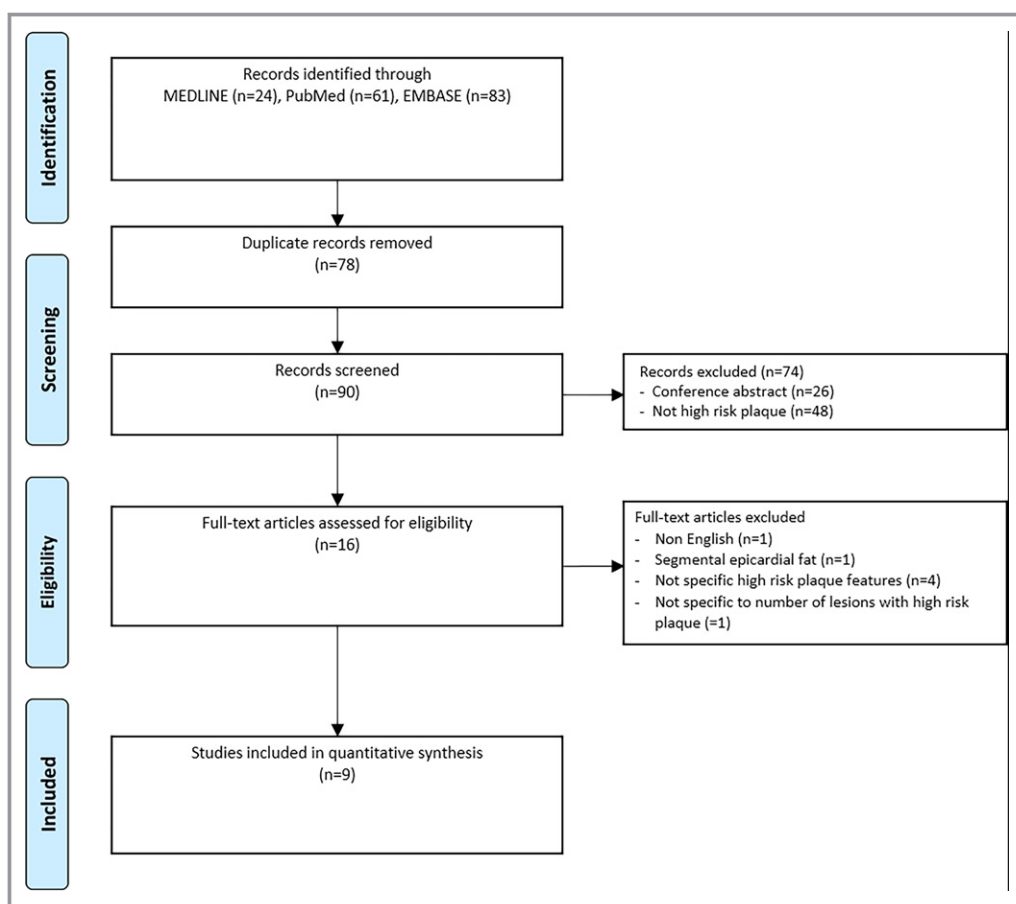 Identification
Records identified through
MEDLINE (n=24), PubMed (n=61), EMBASE (n=83)
Duplicate records removed
(n=78)
Screening
Records screened
(n=90)
Records excluded (n=74)
- Conference abstract (n=26)
- Not high risk plaque (n=48)
Eligibility
Full-text articles assessed for eligibility
(n=16)
Full-text articles excluded
- Non English (n=1)
- Segmental epicardial fat (n=1)
- Not specific high risk plaque features (n=4)
- Not specific to number of lesions with high risk
plaque (=1)
Included
Studies included in quantitative synthesis
(n=9)